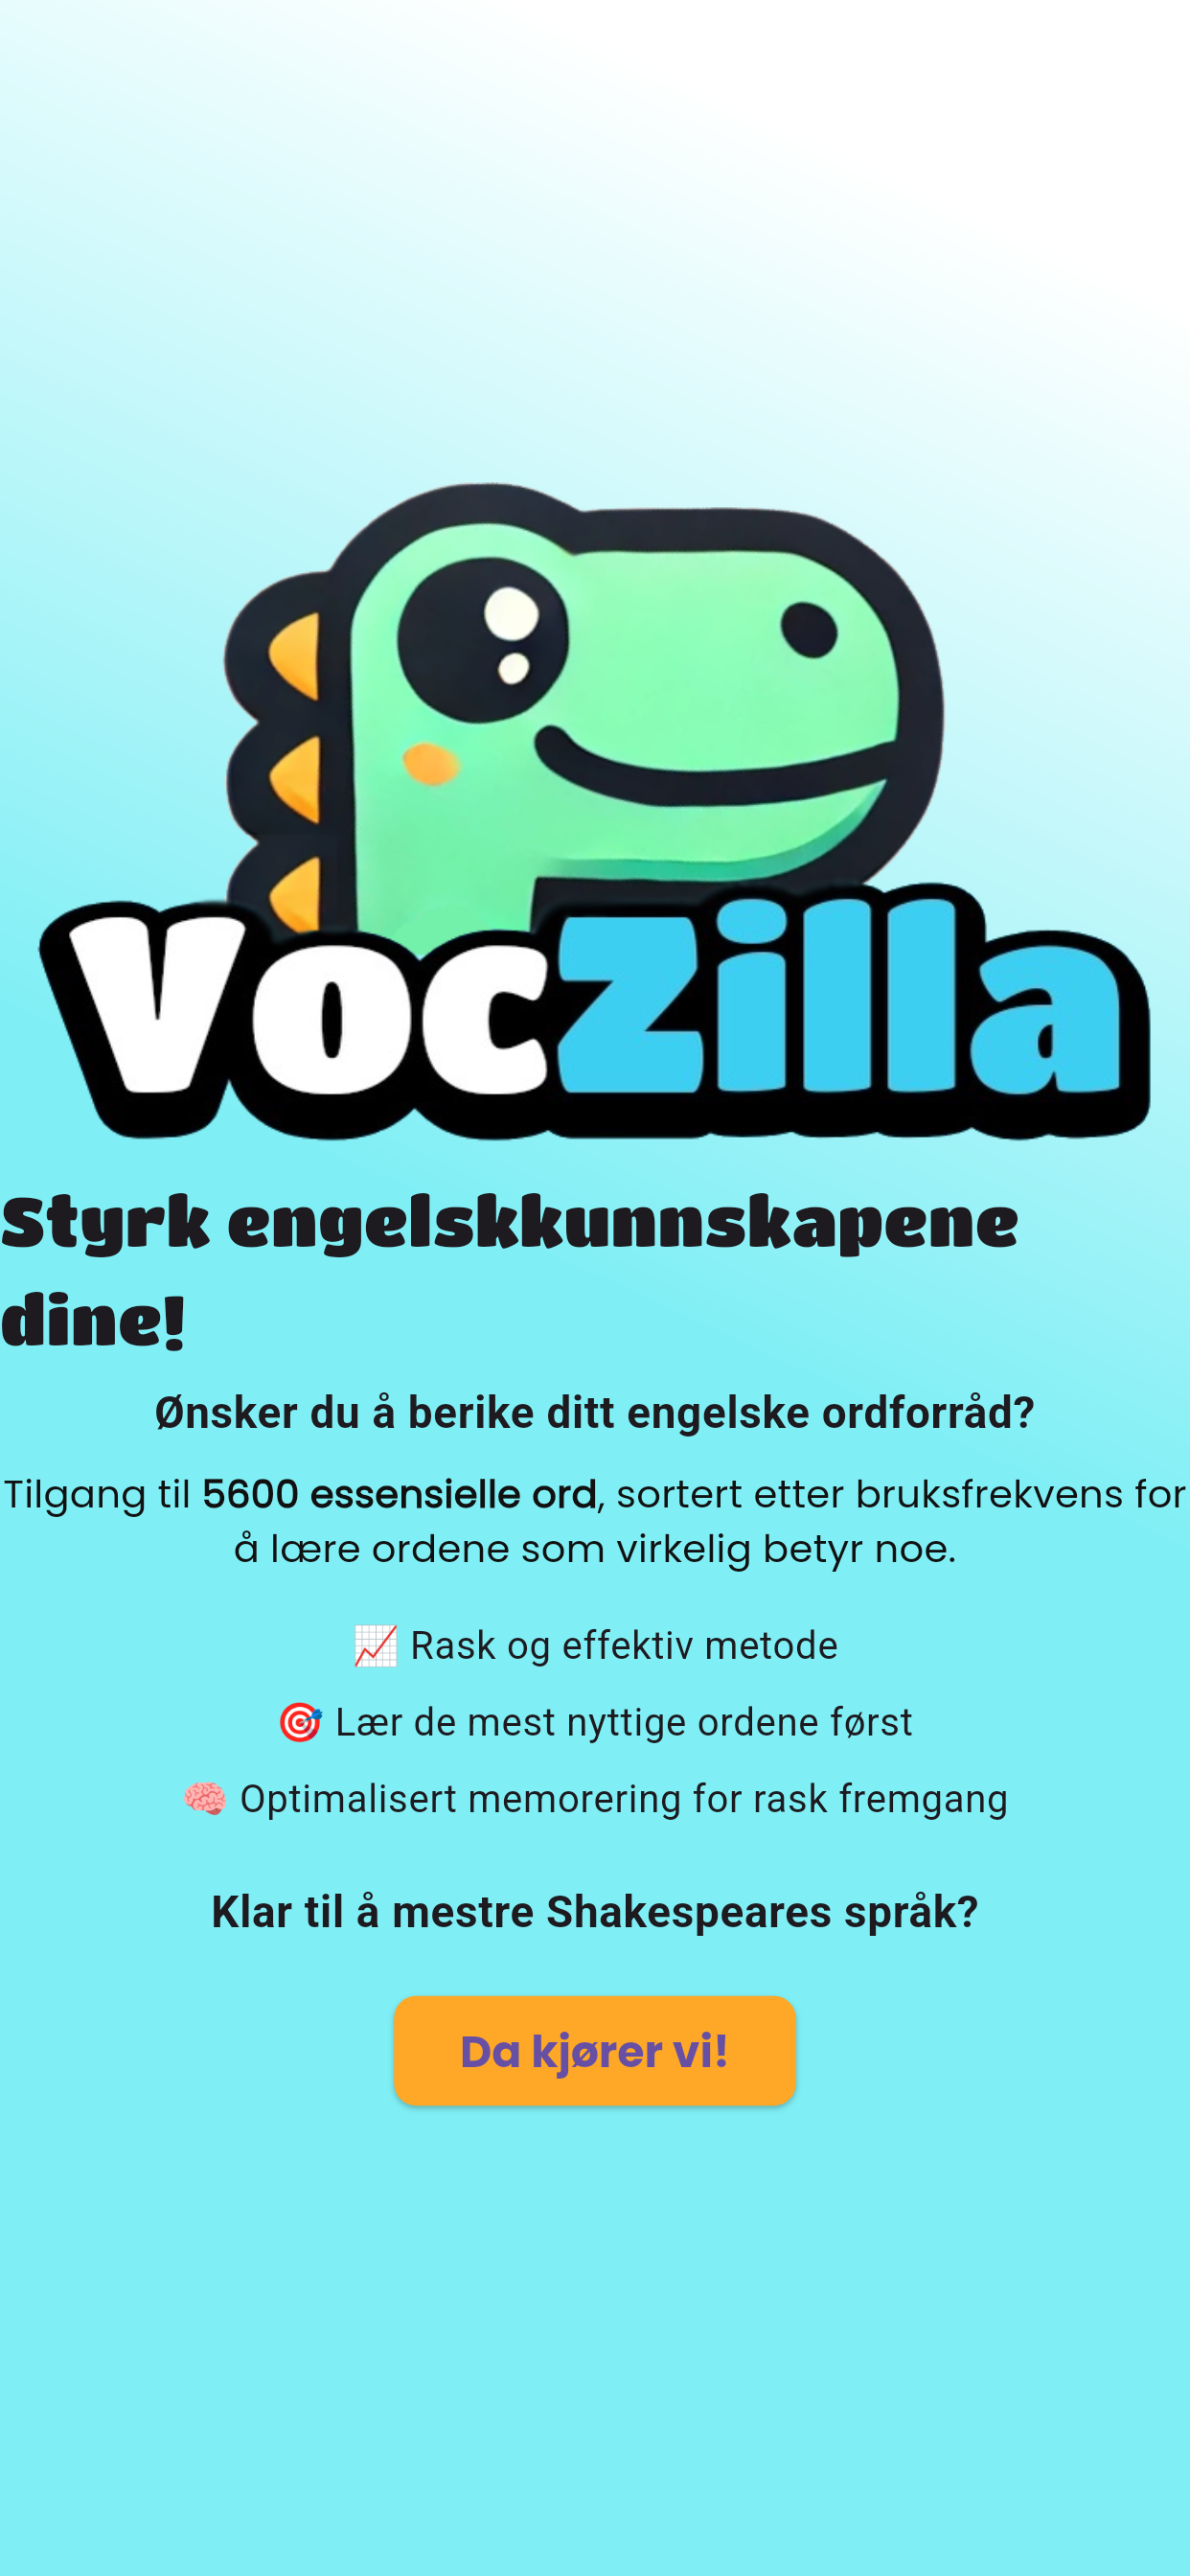 VocZilla
Styrk engelskkunnskapene
dine!
Ønsker du å berike ditt engelske ordforråd?
Tilgang til 5600 essensielle ord, sortert etter bruksfrekvens for
å lære ordene som virkelig betyr noe.
📈 Rask og effektiv metode
🎯 Lær de mest nyttige ordene først
🧠 Optimalisert memorering for rask fremgang
Klar til å mestre Shakespeares språk?
Da kjører vi!